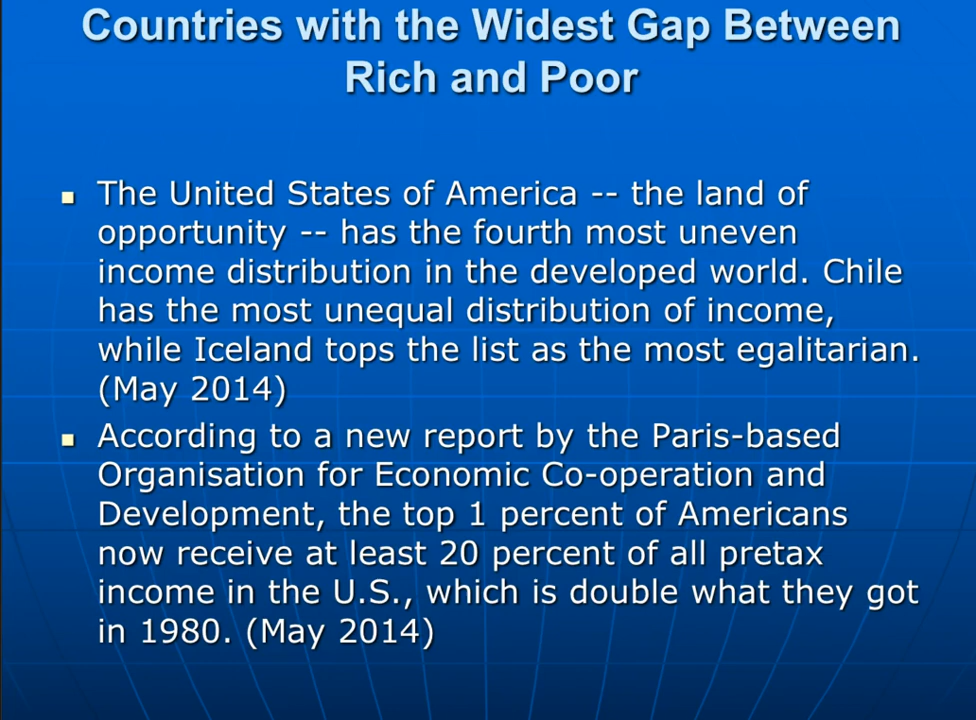 Countries with the Widest Gap Between
Rich and Poor
The United States of America -- the land of
opportunity -- has the fourth most uneven
income distribution in the developed world. Chile
has the most unequal distribution of income,
while Iceland tops the list as the most egalitarian.
(May 2014)
According to a new report by the Paris-based
Organisation for Economic Co-operation and
Development, the top 1 percent of Americans
now receive at least 20 percent of all pretax
income in the U.S., which is double what they got
in 1980. (May 2014)